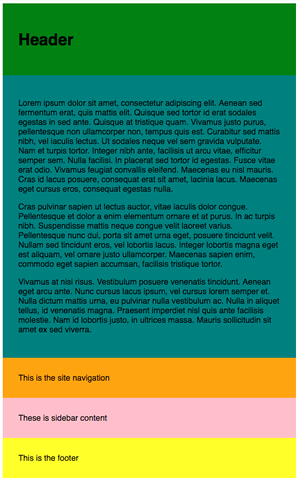 Header
Lorem ipsum dolor sit amet, consectetur adipiscing elit. Aenean sed
fermentum erat, quis mattis elit. Quisque sed tortor id erat sodales
egestas in sed ante. Quisque at tristique quam. Vivamus justo purus,
pellentesque non ullamcorper non, tempus quis est. Curabitur sed mattis
nibh, vel iaculis lectus. Ut sodales neque vel sem gravida vulputate.
Nam et turpis tortor. Integer nibh ante, facilisis ut arcu vitae, efficitur
semper sem. Nulla facilisi. In placerat sed tortor id egestas. Fusce vitae
erat odio. Vivamus feugiat convallis eleifend. Maecenas eu nisl mauris.
Cras id lacus posuere, consequat erat sit amet, lacinia lacus. Maecenas
eget cursus eros, consequat egestas nulla.
Cras pulvinar sapien ut lectus auctor, vitae iaculis dolor congue.
Pellentesque et dolor a enim elementum ornare et at purus. In ac turpis
nibh. Suspendisse mattis neque congue velit laoreet varius.
Pellentesque nunc dui, porta sit amet urna eget, posuere tincidunt velit.
Nullam sed tincidunt eros, vel lobortis lacus. Integer lobortis magna eget
est aliquam, vel ornare justo ullamcorper. Maecenas sapien enim,
commodo eget sapien accumsan, facilisis tristique tortor.
Vivamus at nisi risus. Vestibulum posuere venenatis tincidunt. Aenean
eget arcu ante. Nunc cursus lacus ipsum, vel cursus lorem semper et.
Nulla dictum mattis urna, eu pulvinar nulla vestibulum ac. Nulla in aliquet
tellus, id venenatis magna. Praesent imperdiet nisl quis ante facilisis
molestie. Nam id lobortis justo, in ultrices massa. Mauris sollicitudin sit
amet ex sed viverra.
This is the site navigation
These is sidebar content
This is the footer